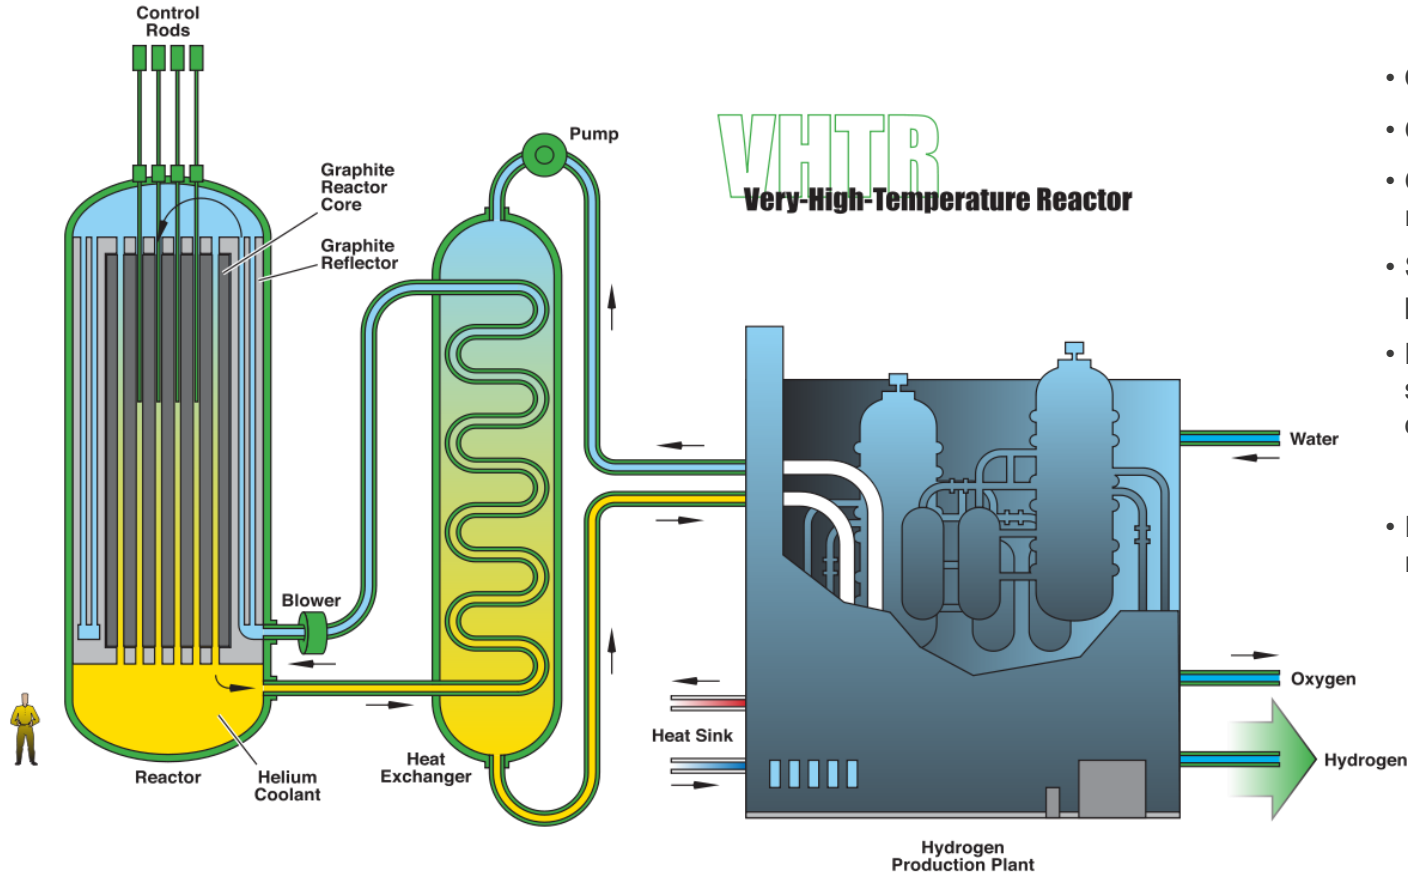 Control
Rods
Pump
VHTR
Very-High-Temperature Reactor
Graphite
Reactor
Core
Graphite
Reflector
Water
Blower
Oxygen
Heat Sink
Hydrogen
Heat
Exchanger
Reactor
Helium
Coolant
Hydrogen
Production Plant